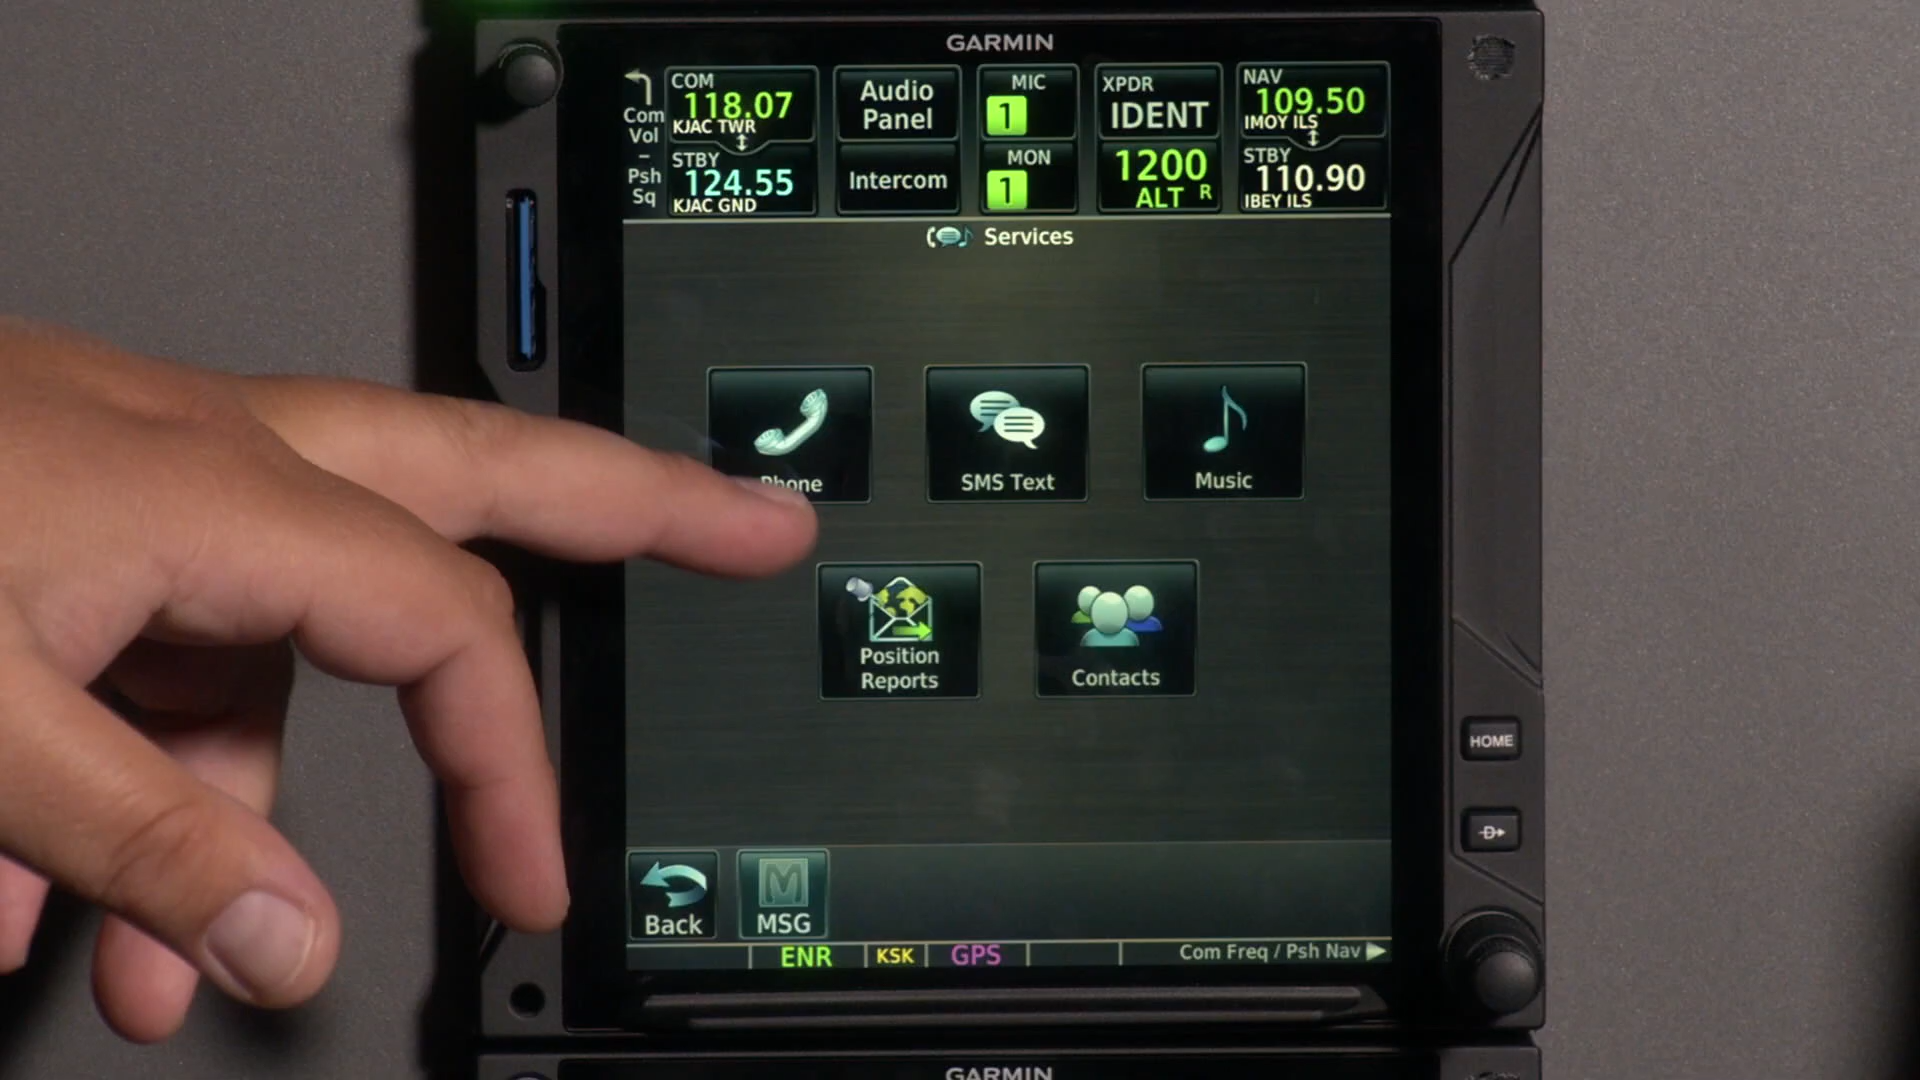 GARMIN
Com
Vol
–
Psh
Sq
COM
118.07
KJAC TWR
STBY
124.55
KJAC GND
Audio
Panel
Intercom
MIC
1
MON
1
XPDR
IDENT
1200
ALT R
NAV
109.50
IMOY ILS
STBY
110.90
IBEY ILS
Services
Phone
SMS Text
Music
Position
Reports
Contacts
HOME
D
Back
M
MSG
ENR
KSK
GPS
Com Freq / Psh Nav
GARMIN